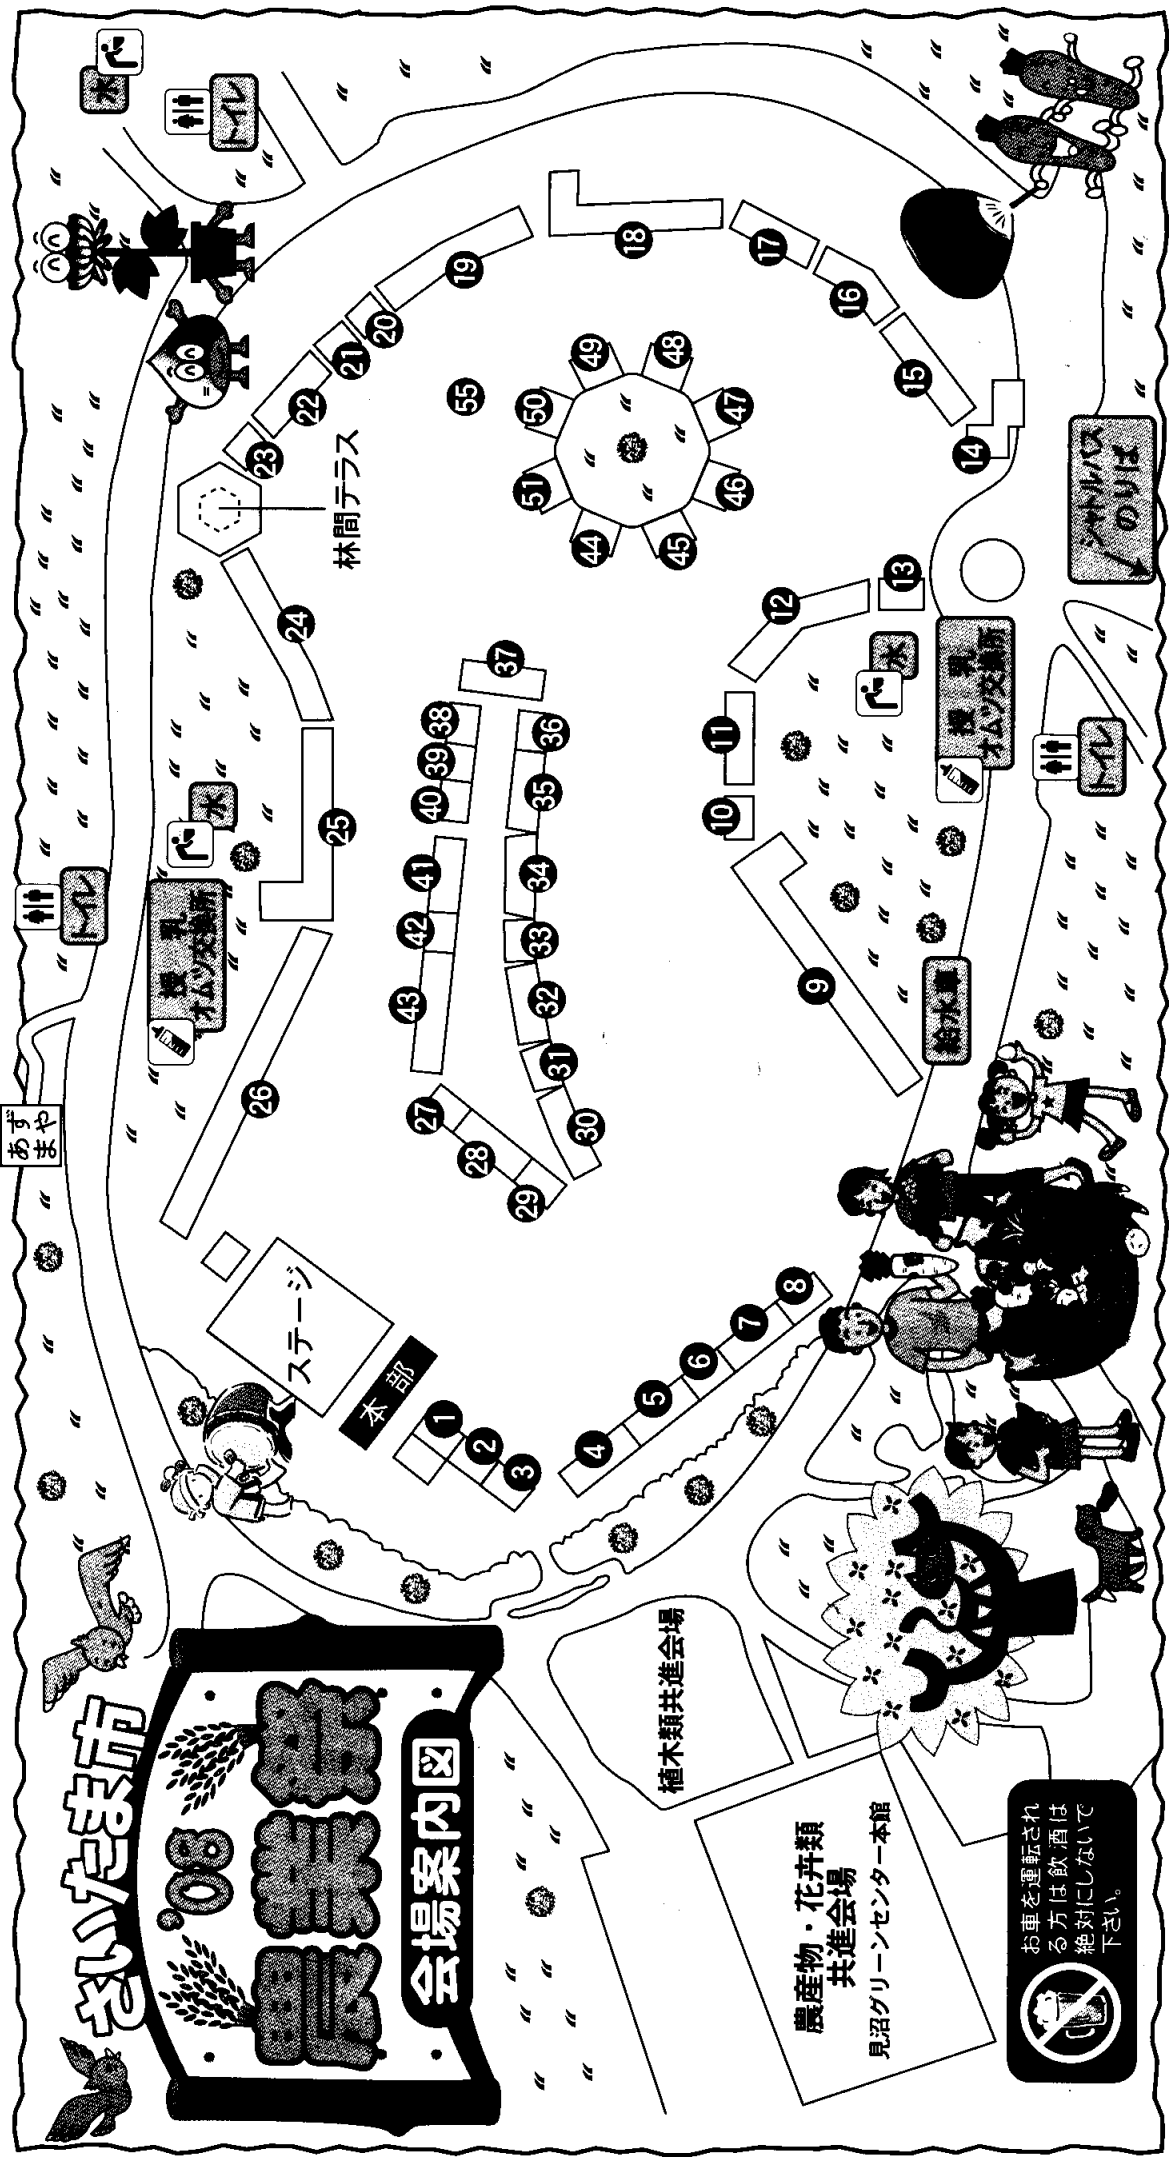 さいたま市
'08
農業祭
会場案内図
あず
まや
トイレ
授乳
オムツ交換所
水
トイレ
水
ステージ
本部
林間テラス
1
2
3
4
5
6
7
8
9
10
11
12
13
14
15
16
17
18
19
20
21
22
23
24
25
26
27
28
29
30
31
32
33
34
35
36
37
38
39
40
41
42
43
44
45
46
47
48
49
50
51
55
植木類共進会場
農産物・花卉類
共進会場
見沼グリーンセンター本館
給水車
授乳
オムツ交換所
水
トイレ
シャトルバス
のりば
お車を運転され
る方は飲酒は
絶対にしないで
下さい。